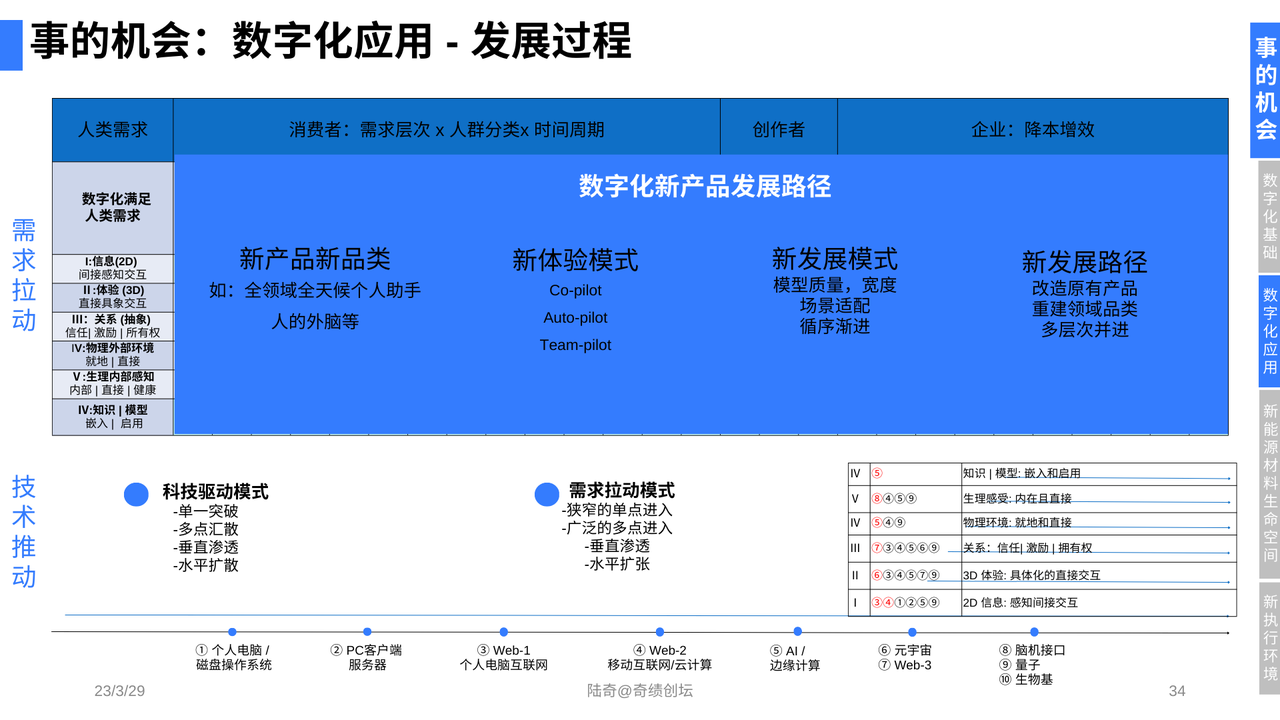 事的机会：数字化应用 - 发展过程
人类需求
消费者：需求层次 x 人群分类x 时间周期
创作者
企业：降本增效
需求拉动
数字化满足
人类需求
I:信息(2D)
间接感知交互
II:体验 (3D)
直接具象交互
III：关系 (抽象)
信任| 激励 | 所有权
IV:物理外部环境
就地 | 直接
V:生理内部感知
内部 | 直接 | 健康
IV:知识 | 模型
嵌入 | 启用
数字化新产品发展路径
新产品新品类
如：全领域全天候个人助手
人的外脑等
新体验模式
Co-pilot
Auto-pilot
Team-pilot
新发展模式
模型质量，宽度
场景适配
循序渐进
新发展路径
改造原有产品
重建领域品类
多层次并进
技术推动
科技驱动模式
-单一突破
-多点汇散
-垂直渗透
-水平扩散
需求拉动模式
-狭窄的单点进入
-广泛的多点进入
-垂直渗透
-水平扩张
IV ⑤ 知识 | 模型: 嵌入和启用
V ⑧④⑤⑨ 生理感受: 内在且直接
IV ⑤④⑨ 物理环境: 就地和直接
III ⑦③④⑤⑥⑨ 关系：信任| 激励 | 拥有权
II ⑥③④⑤⑦⑨ 3D 体验: 具体化的直接交互
I ③④①②⑤⑨ 2D 信息: 感知间接交互
① 个人电脑 /
磁盘操作系统
② PC客户端
服务器
③ Web-1
个人电脑互联网
④ Web-2
移动互联网/云计算
⑤ AI /
边缘计算
⑥ 元宇宙
⑦ Web-3
⑧ 脑机接口
⑨ 量子
⑩ 生物基
23/3/29
陆奇@奇绩创坛
34
事的机会
数字化基础
数字化应用
新能源材料生命空间
新执行环境